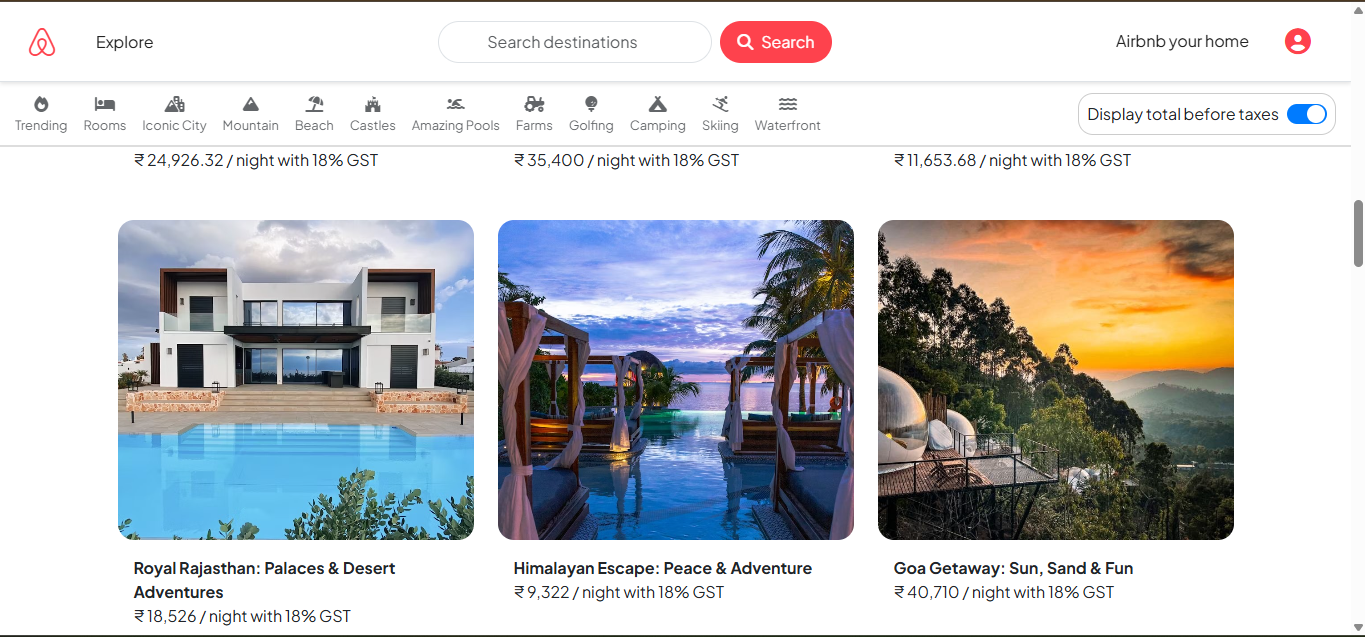 Explore
Search destinations
Search
Airbnb your home
Trending
Rooms
Iconic City
Mountain
Beach
Castles
Amazing Pools
Farms
Golfing
Camping
Skiing
Waterfront
Display total before taxes
₹ 24,926.32 / night with 18% GST
₹ 35,400 / night with 18% GST
₹ 11,653.68 / night with 18% GST
Royal Rajasthan: Palaces & Desert
Adventures
₹ 18,526 / night with 18% GST
Himalayan Escape: Peace & Adventure
₹ 9,322 / night with 18% GST
Goa Getaway: Sun, Sand & Fun
₹ 40,710 / night with 18% GST